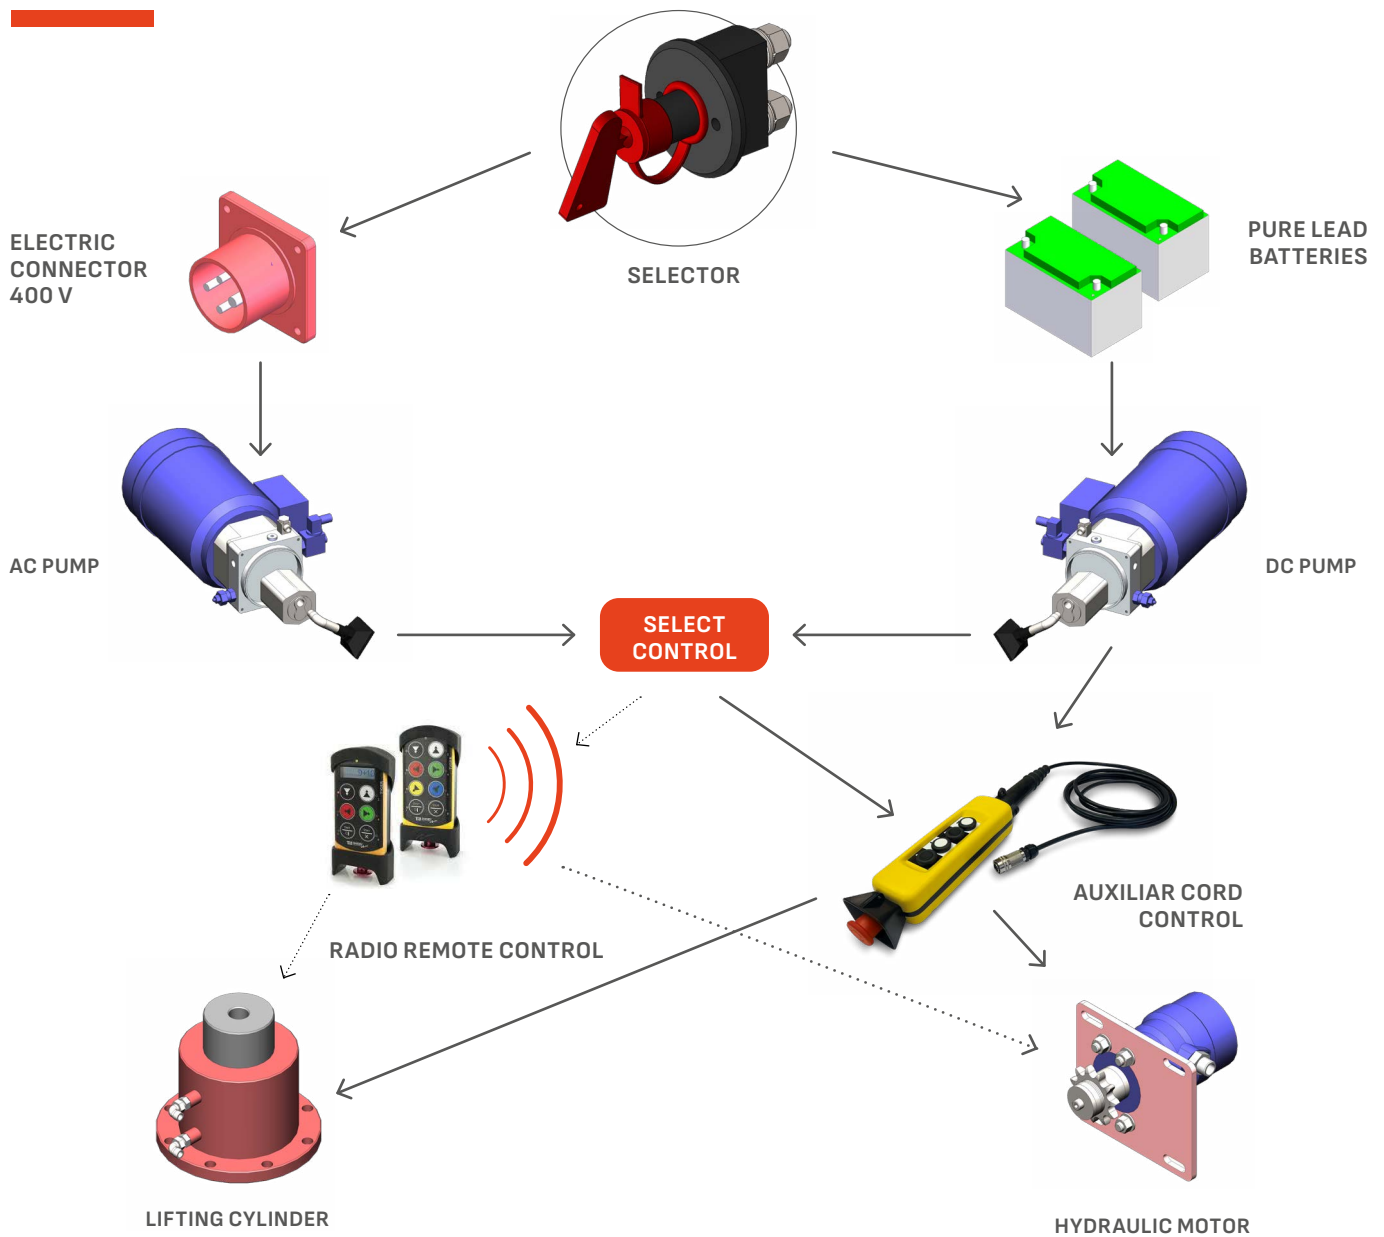 SELECTOR
ELECTRIC
CONNECTOR
400 V
PURE LEAD
BATTERIES
AC PUMP
DC PUMP
SELECT
CONTROL
RADIO REMOTE CONTROL
AUXILIAR CORD
CONTROL
LIFTING CYLINDER
HYDRAULIC MOTOR